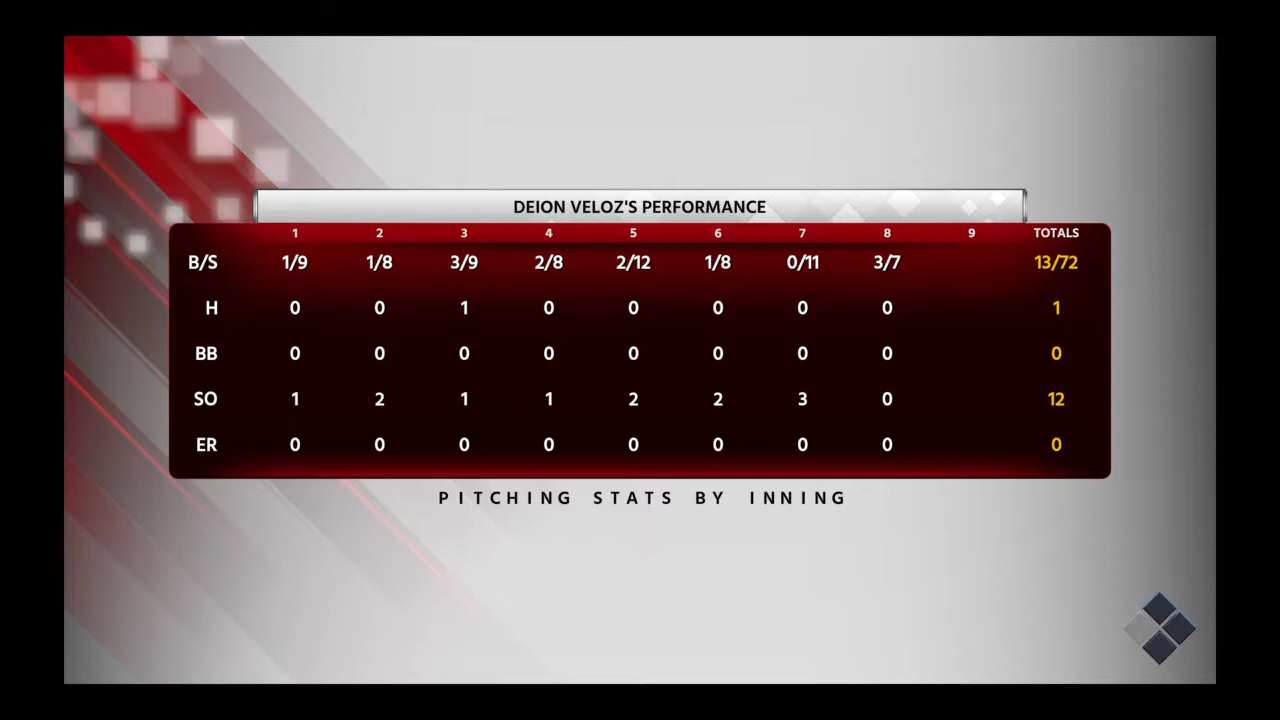 DEION VELOZ'S PERFORMANCE
1 2 3 4 5 6 7 8 9 TOTALS
B/S 1/9 1/8 3/9 2/8 2/12 1/8 0/11 3/7 13/72
H 0 0 1 0 0 0 0 0 1
BB 0 0 0 0 0 0 0 0 0
SO 1 2 1 1 2 2 3 0 12
ER 0 0 0 0 0 0 0 0 0
PITCHING STATS BY INNING